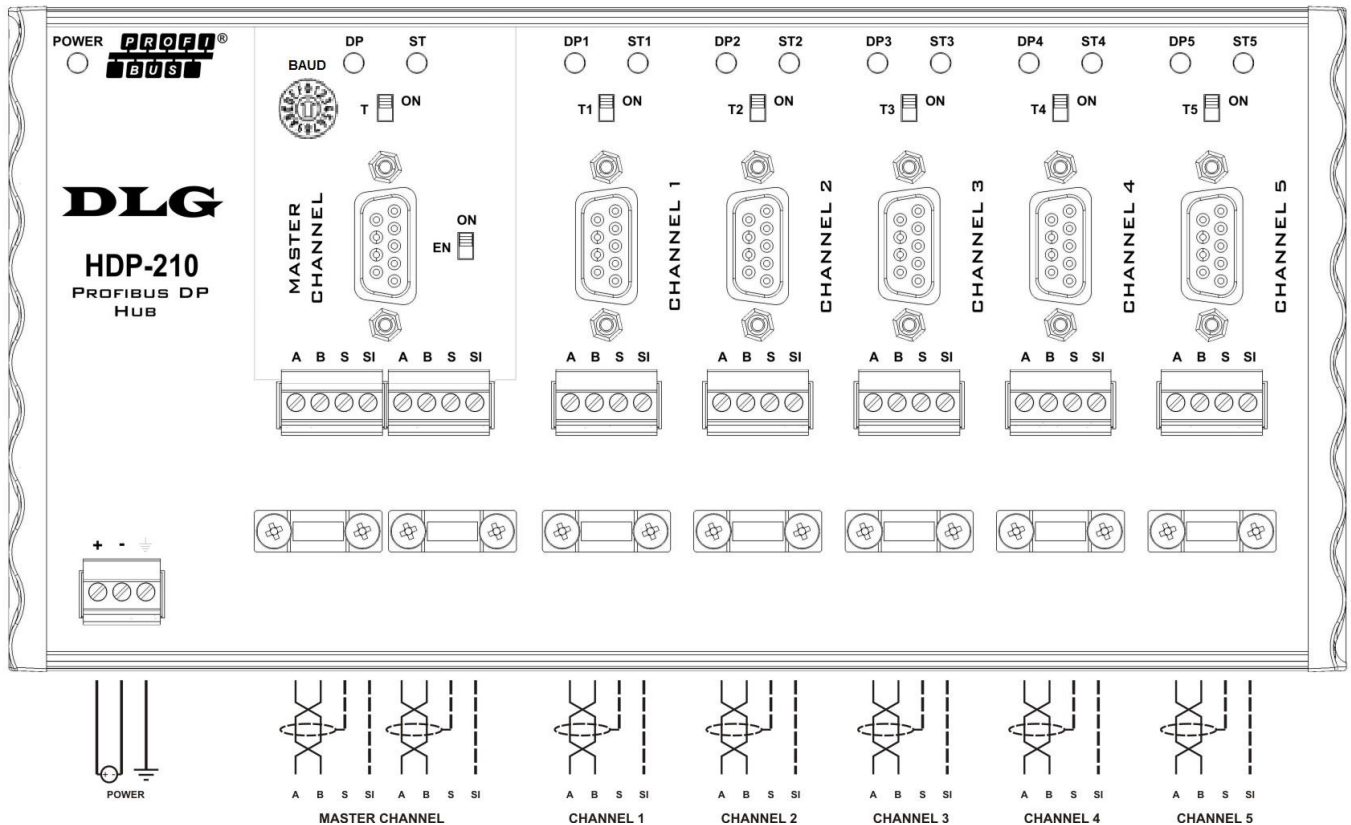 POWER PROFI®
BUS
BAUD
DP ST
T ON
DP1 ST1
T1 ON
DP2 ST2
T2 ON
DP3 ST3
T3 ON
DP4 ST4
T4 ON
DP5 ST5
T5 ON
DLG
HDP-210
PROFIBUS DP
HUB
MASTER
CHANNEL
ON
EN
CHANNEL 1
CHANNEL 2
CHANNEL 3
CHANNEL 4
CHANNEL 5
A B S SI A B S SI
A B S SI
A B S SI
A B S SI
A B S SI
A B S SI
+ -
POWER
A B S SI A B S SI
MASTER CHANNEL
A B S SI
CHANNEL 1
A B S SI
CHANNEL 2
A B S SI
CHANNEL 3
A B S SI
CHANNEL 4
A B S SI
CHANNEL 5